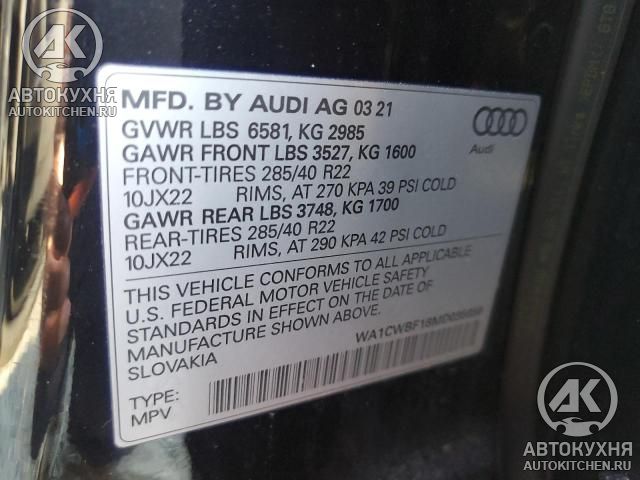 АВТОКУХНЯ
AUTOKITCHEN.RU
MFD. BY AUDI AG 03 21
GVWR LBS 6581, KG 2985
GAWR FRONT LBS 3527, KG 1600
FRONT-TIRES 285/40 R22
10JX22 RIMS, AT 270 KPA 39 PSI COLD
GAWR REAR LBS 3748, KG 1700
REAR-TIRES 285/40 R22
10JX22 RIMS, AT 290 KPA 42 PSI COLD
Audi
THIS VEHICLE CONFORMS TO ALL APPLICABLE
U.S. FEDERAL MOTOR VEHICLE SAFETY
STANDARDS IN EFFECT ON THE DATE OF
MANUFACTURE SHOWN ABOVE.
SLOVAKIA
TYPE:
MPV
АК
АВТОКУХНЯ
AUTOKITCHEN.RU